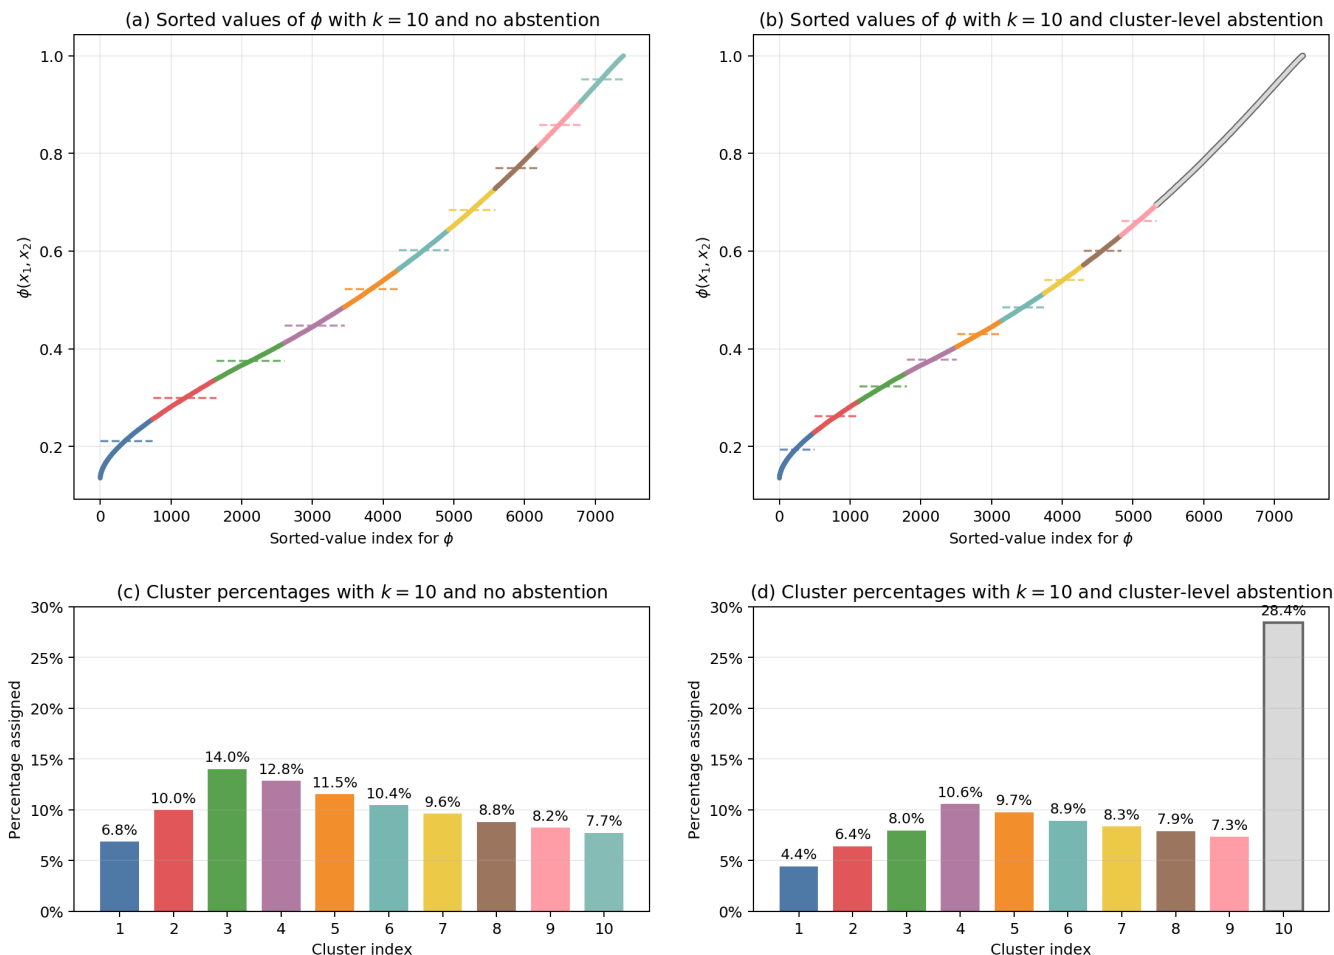 (a) Sorted values of ϕ with k = 10 and no abstention
1.0
0.8
0.6
0.4
0.2
ϕ(x₁, x₂)
0 1000 2000 3000 4000 5000 6000 7000
Sorted-value index for ϕ
(b) Sorted values of ϕ with k = 10 and cluster-level abstention
1.0
0.8
0.6
0.4
0.2
ϕ(x₁, x₂)
0 1000 2000 3000 4000 5000 6000 7000
Sorted-value index for ϕ
(c) Cluster percentages with k = 10 and no abstention
30%
25%
20%
15%
10%
5%
0%
Percentage assigned
6.8% 10.0% 14.0% 12.8% 11.5% 10.4% 9.6% 8.8% 8.2% 7.7%
1 2 3 4 5 6 7 8 9 10
Cluster index
(d) Cluster percentages with k = 10 and cluster-level abstention
30%
25%
20%
15%
10%
5%
0%
Percentage assigned
4.4% 6.4% 8.0% 10.6% 9.7% 8.9% 8.3% 7.9% 7.3% 28.4%
1 2 3 4 5 6 7 8 9 10
Cluster index